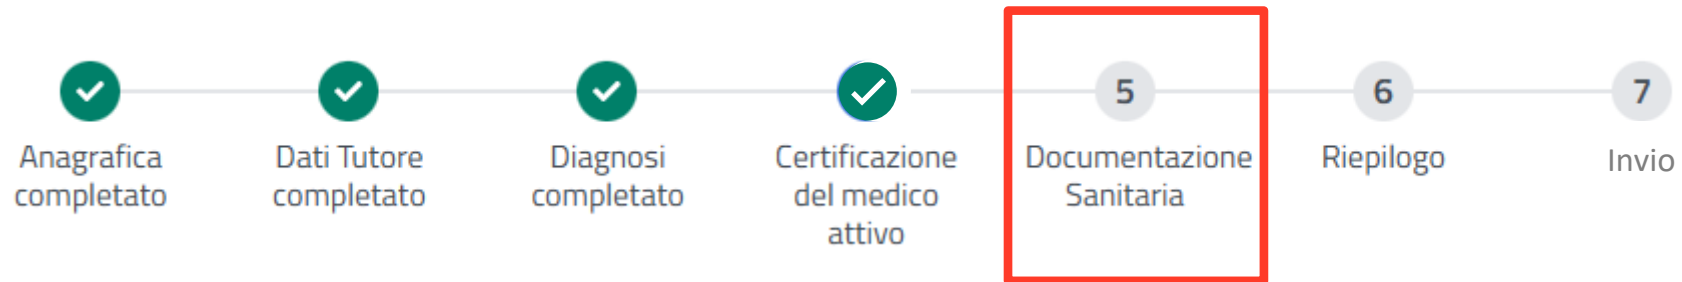 5
6
7
Anagrafica
completato
Dati Tutore
completato
Diagnosi
completato
Certificazione
del medico
attivo
Documentazione
Sanitaria
Riepilogo
Invio